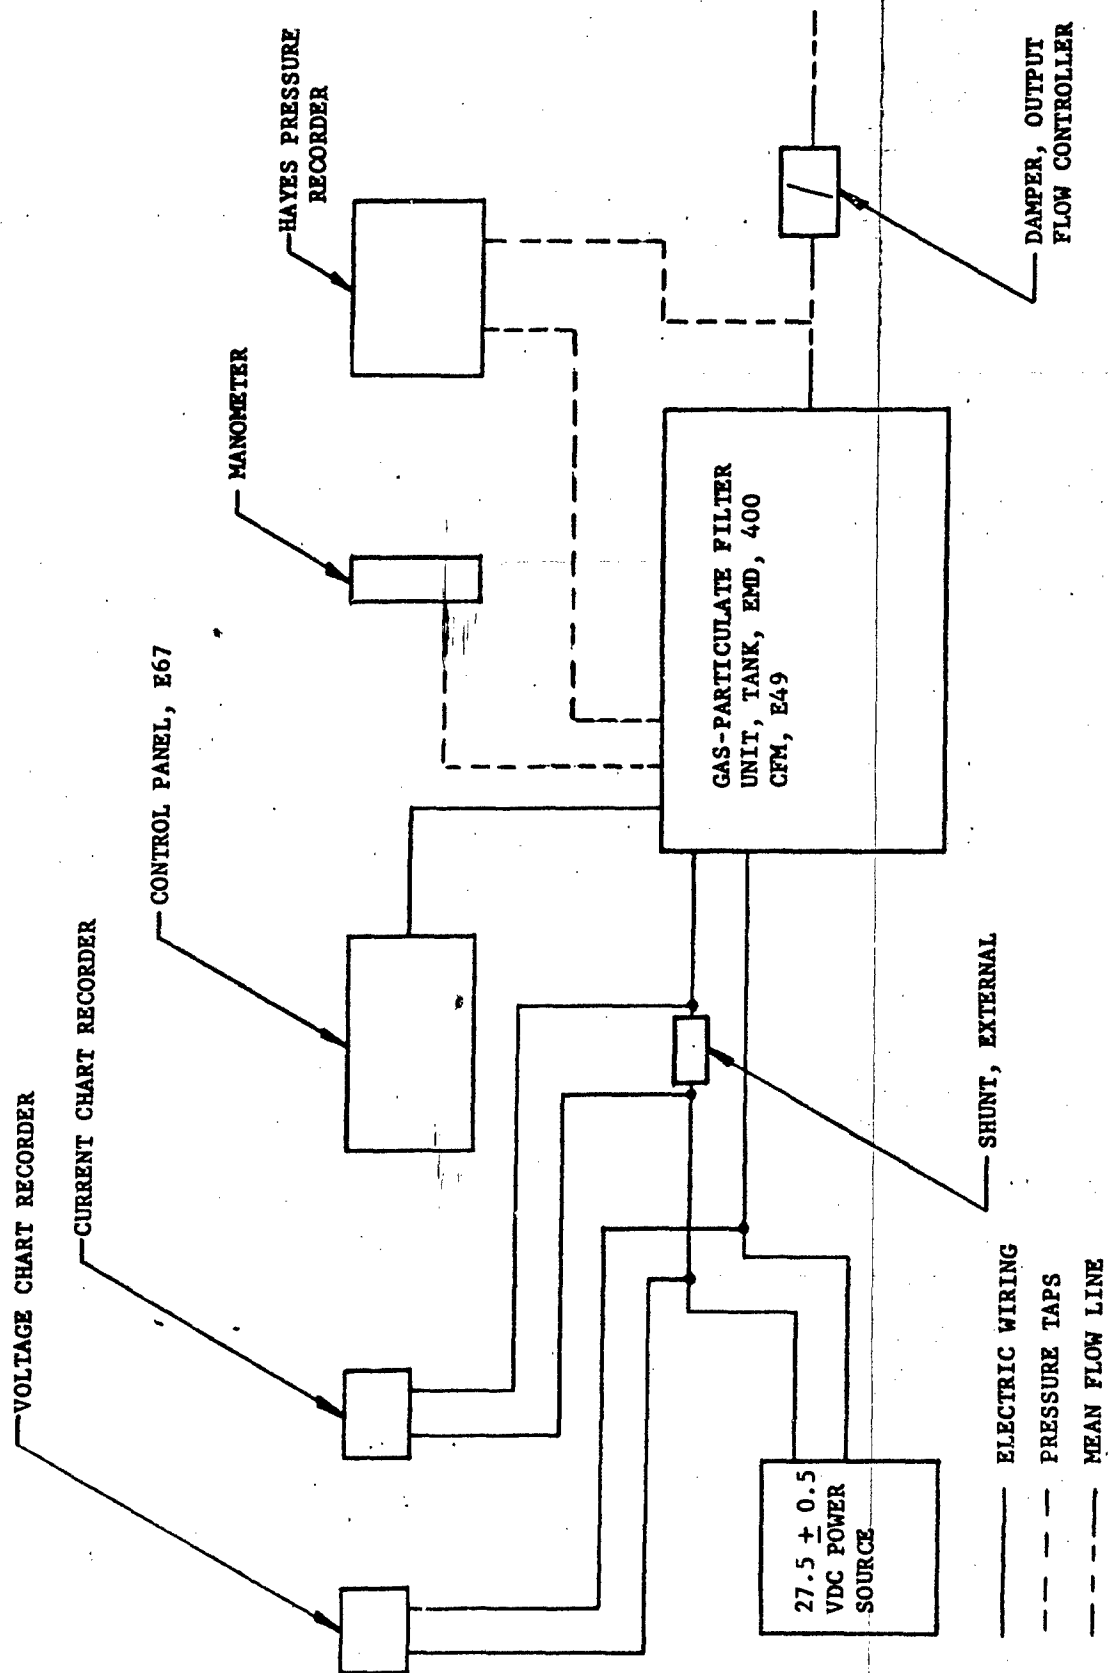 VOLTAGE CHART RECORDER
CURRENT CHART RECORDER
CONTROL PANEL, E67
MANOMETER
HAYES PRESSURE
RECORDER
27.5 ± 0.5
VDC POWER
SOURCE
GAS-PARTICULATE FILTER
UNIT, TANK, EMD, 400
CFM, E49
SHUNT, EXTERNAL
DAMPER, OUTPUT
FLOW CONTROLLER
ELECTRIC WIRING
PRESSURE TAPS
MEAN FLOW LINE